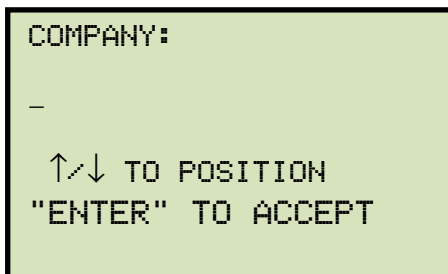 COMPANY:
_
↑/↓ TO POSITION
"ENTER" TO ACCEPT